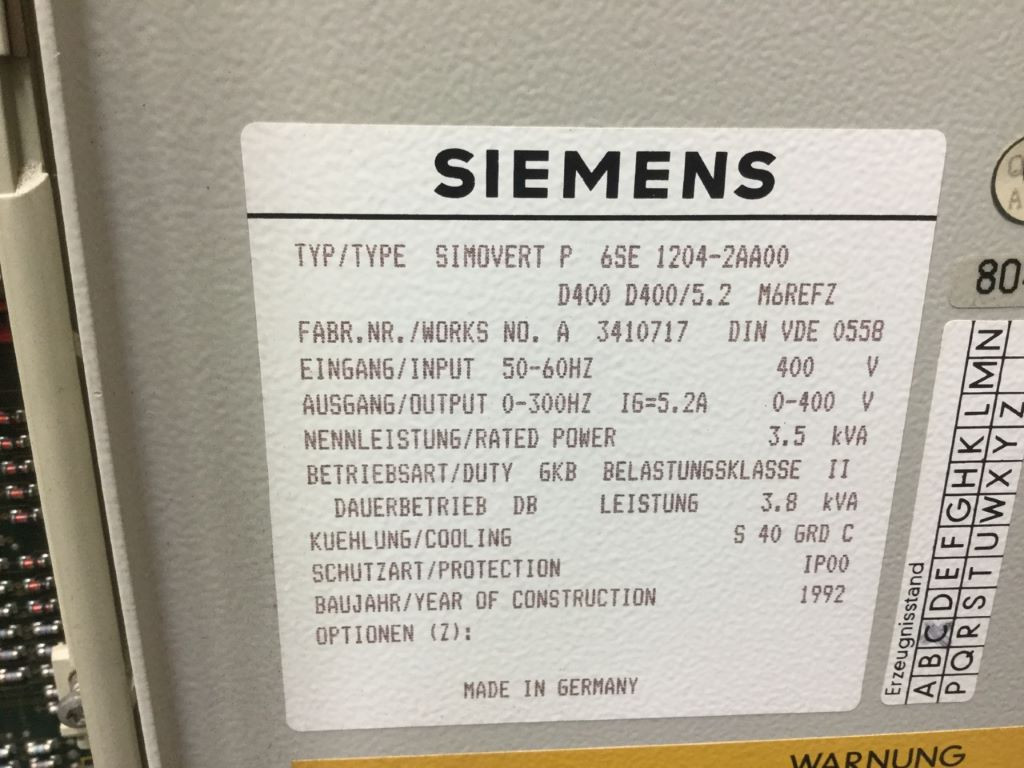 SIEMENS
TYP/TYPE SIMOVERT P 6SE 1204-2AA00
D400 D400/5.2 M6REFZ
FABR.NR./WORKS NO. A 3410717 DIN VDE 0558
EINGANG/INPUT 50-60HZ 400 V
AUSGANG/OUTPUT 0-300HZ IG=5.2A 0-400 V
NENNLEISTUNG/RATED POWER 3.5 kVA
BETRIEBSART/DUTY GKB BELASTUNGSKLASSE II
DAUERBETRIEB DB LEISTUNG 3.8 kVA
KUEHLUNG/COOLING S 40 GRD C
SCHUTZART/PROTECTION IP00
BAUJAHR/YEAR OF CONSTRUCTION 1992
OPTIONEN (Z):
MADE IN GERMANY
80
Erzeugnisstand
ABCDEFGHKLMN
PQRSTUWXYZ
WARNUNG